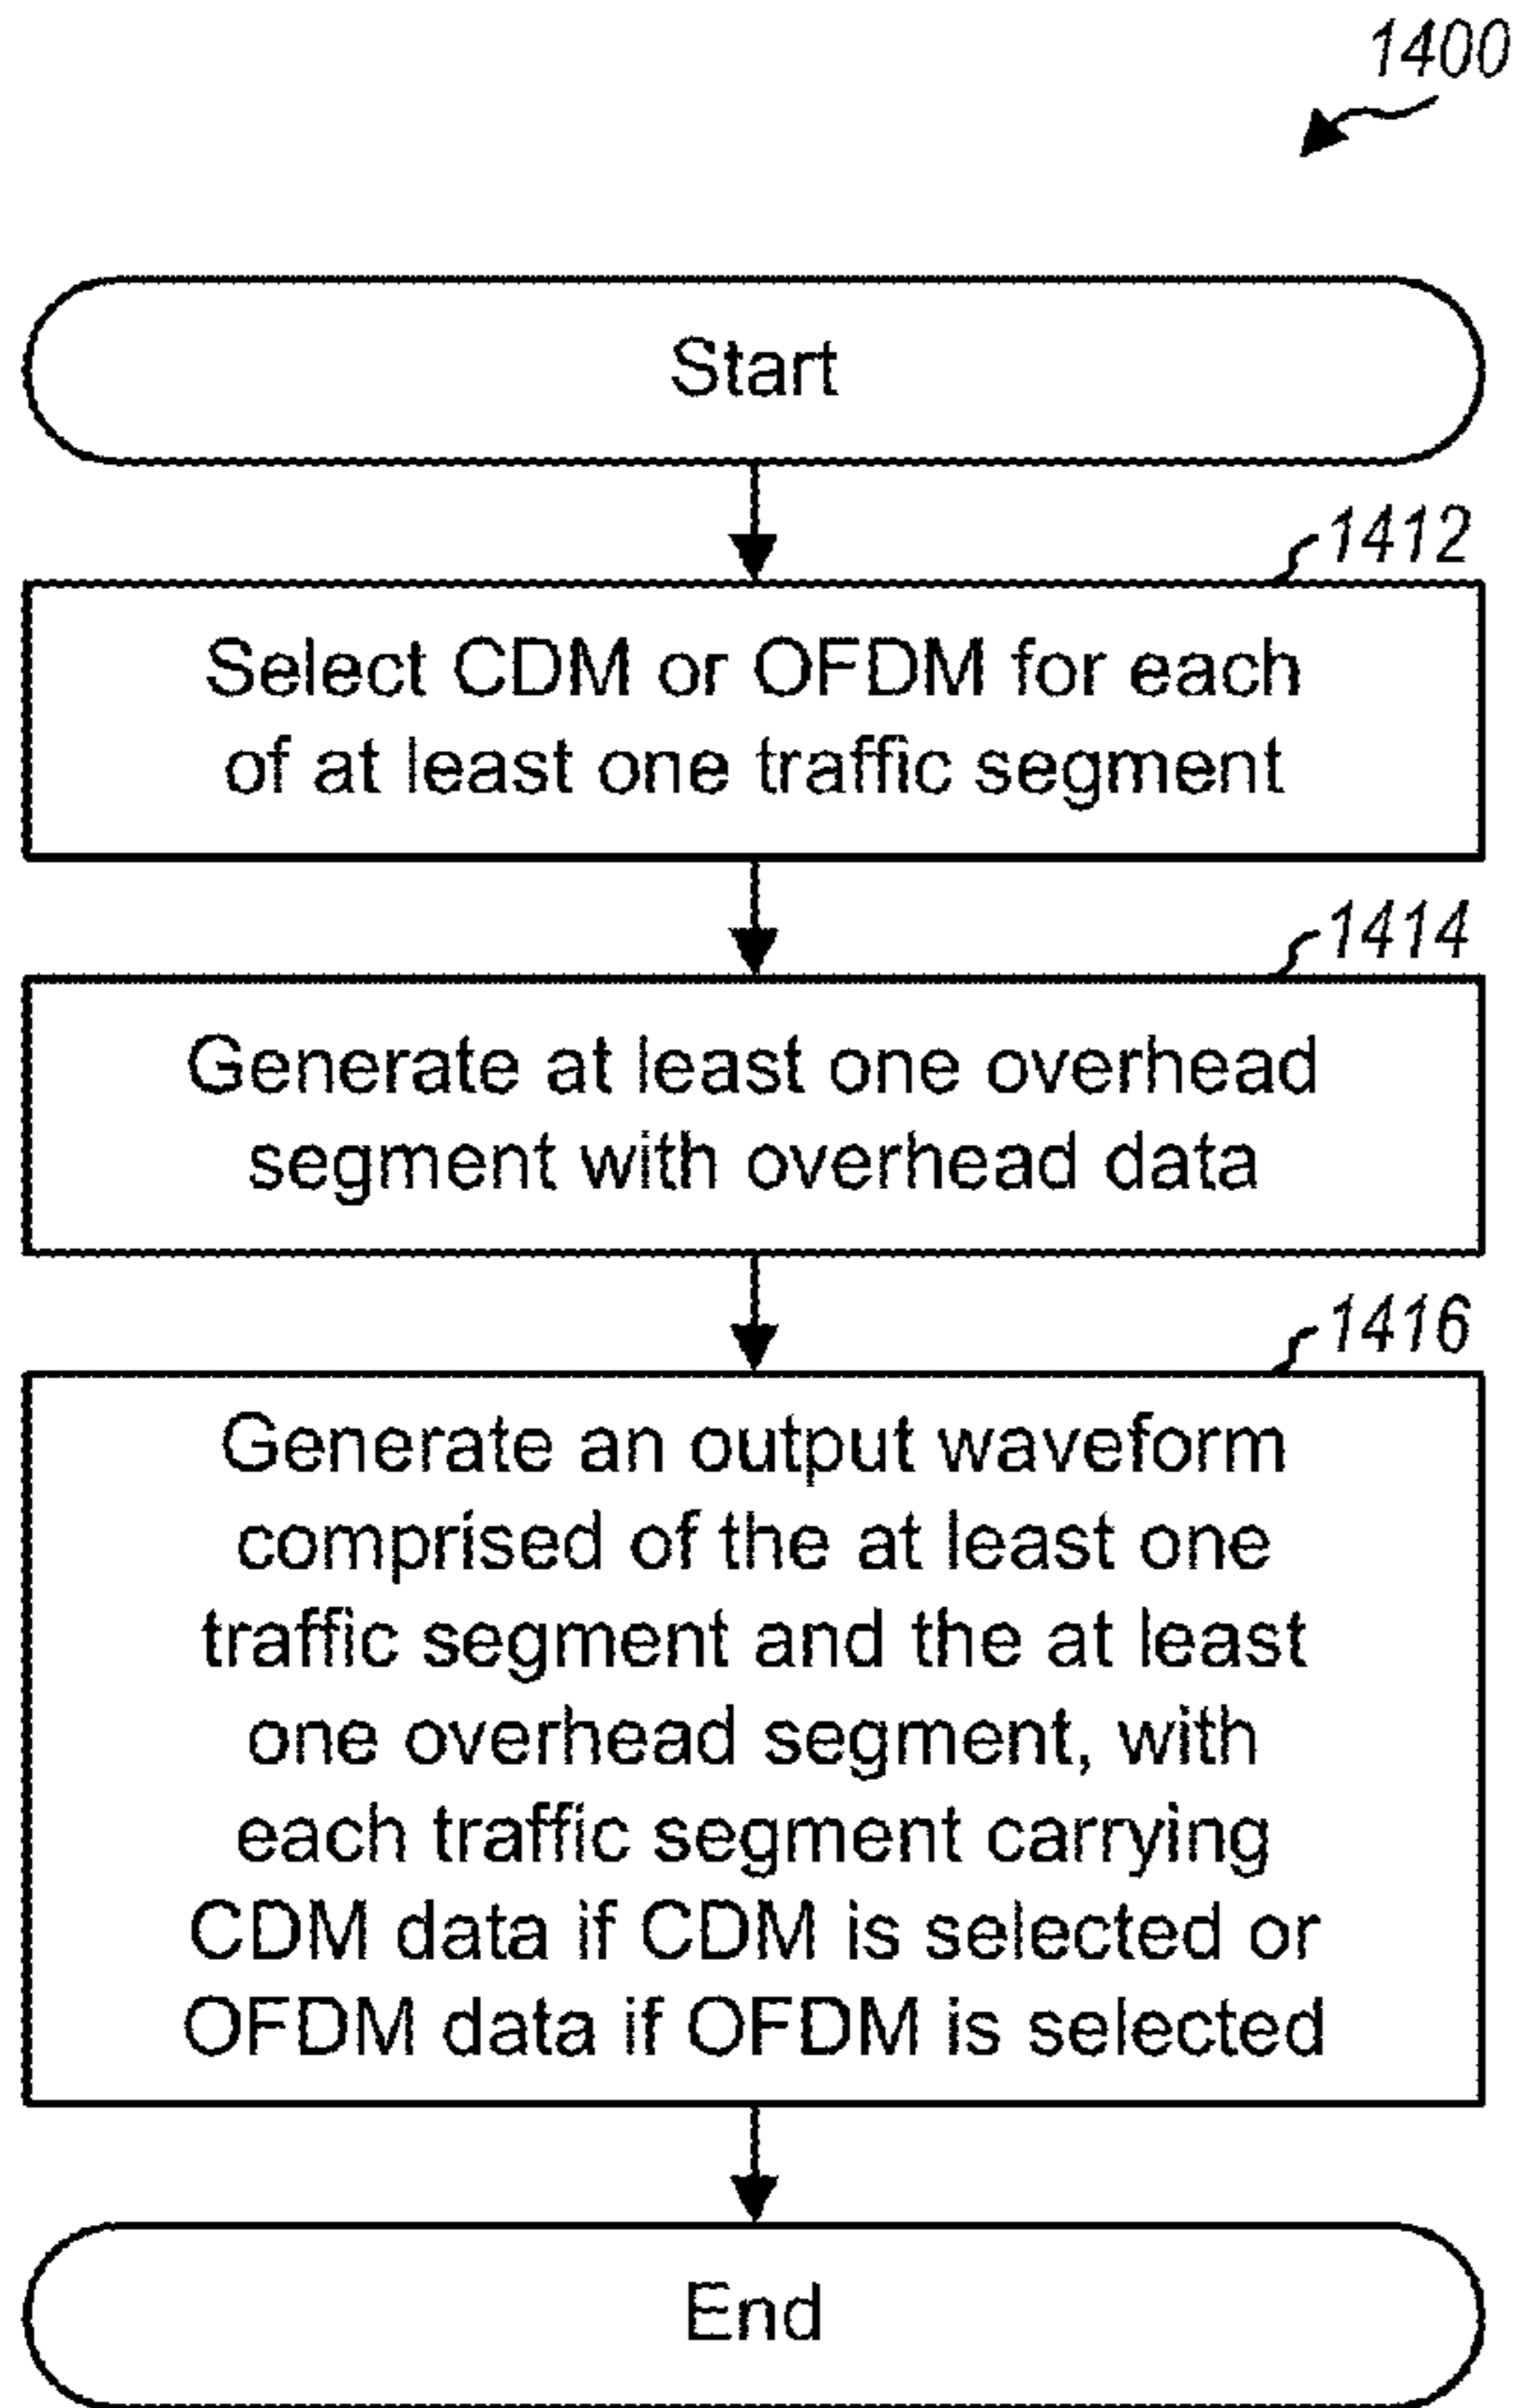 1400
Start
1412
Select CDM or OFDM for each
of at least one traffic segment
1414
Generate at least one overhead
segment with overhead data
1416
Generate an output waveform
comprised of the at least one
traffic segment and the at least
one overhead segment, with
each traffic segment carrying
CDM data if CDM is selected or
OFDM data if OFDM is selected
End